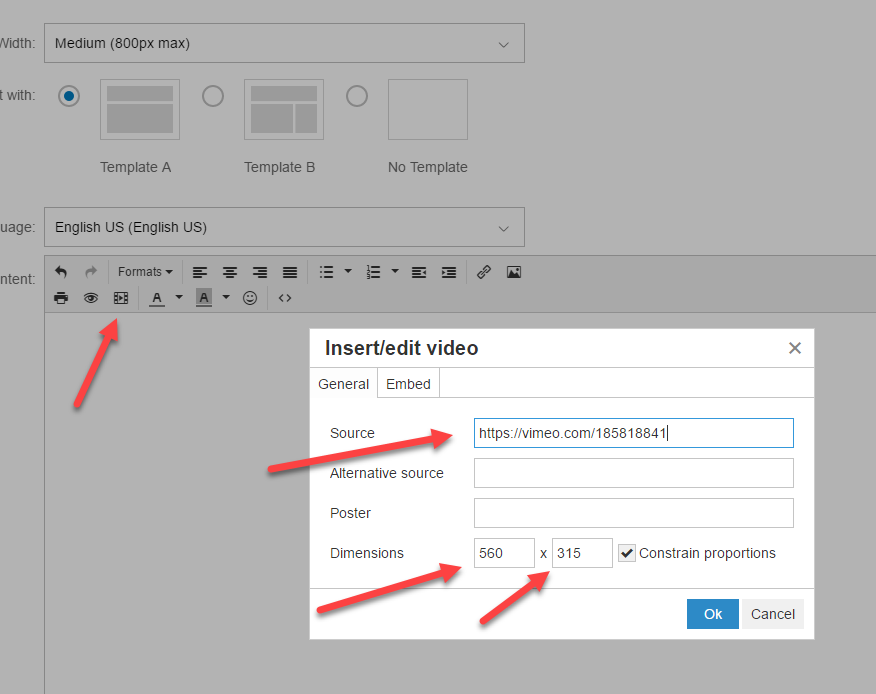 Width: Medium (800px max)
t with:
Template A Template B No Template
uage: English US (English US)
ntent:
Formats
A A
Insert/edit video
General Embed
Source https://vimeo.com/185818841
Alternative source
Poster
Dimensions 560 x 315 Constrain proportions
Ok Cancel